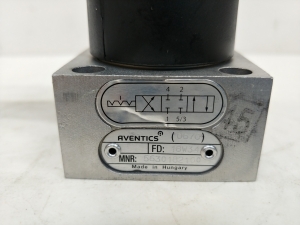 4 2
1 5/3
AVENTICS ( )
FD:
MNR:
Made in Hungary